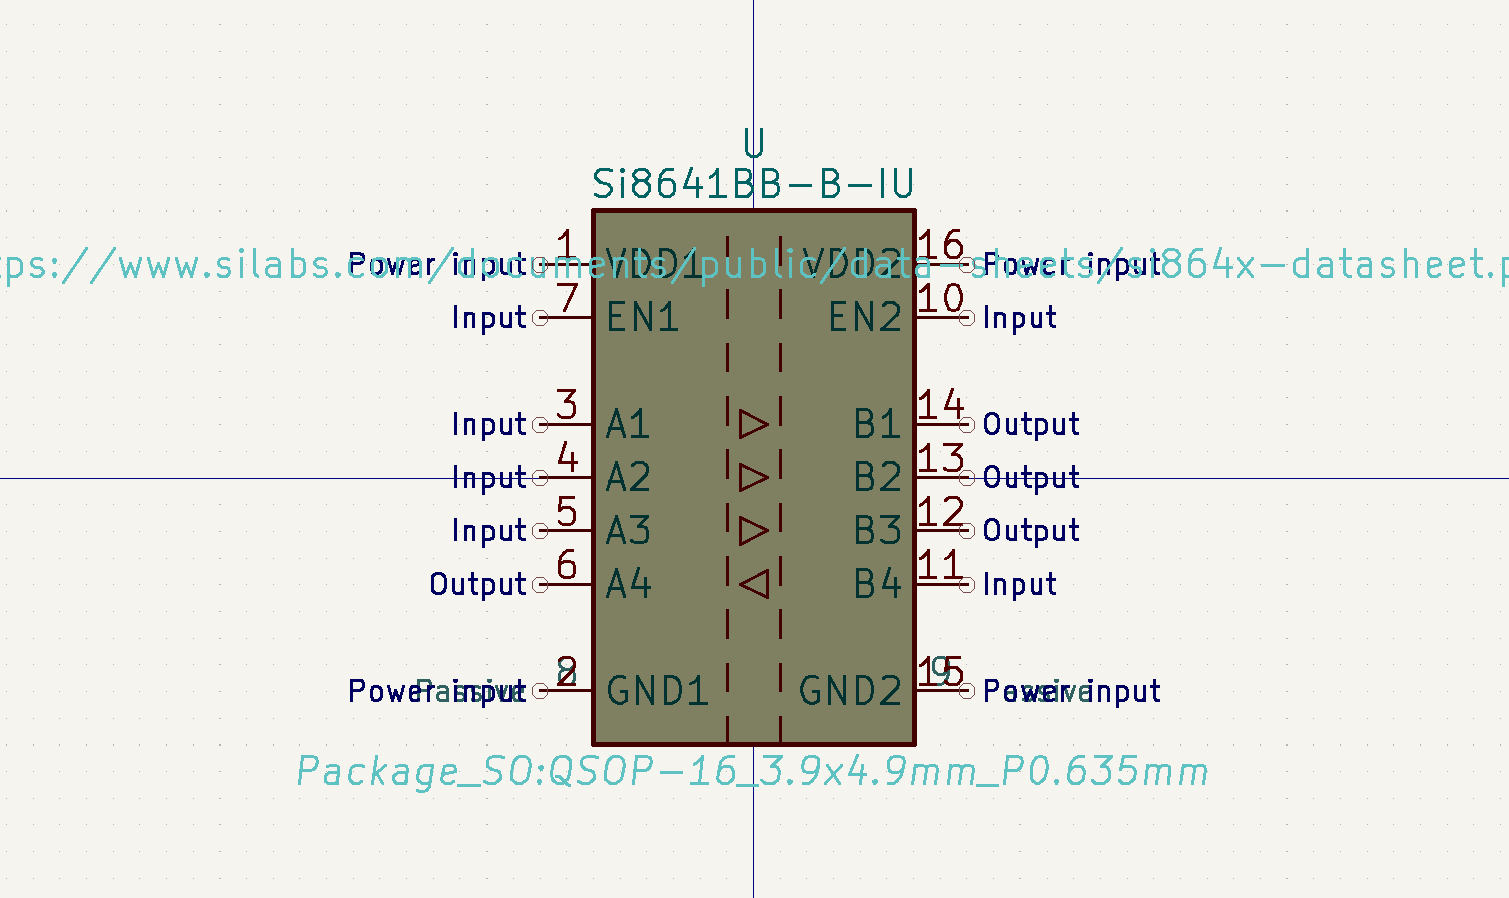 U
Si8641BB-B-IU
tps://www.silabs.com/documents/public/data-sheets/si864x-datasheet.p
Power input 1 VDD1 VDD2 16 Power input
Input 7 EN1 EN2 10 Input
Input 3 A1 B1 14 Output
Input 4 A2 B2 13 Output
Input 5 A3 B3 12 Output
Output 6 A4 B4 11 Input
Power input 2 GND1 GND2 15 Power input
Passive 8 9 Passive
Package_SO:QSOP-16_3.9x4.9mm_P0.635mm